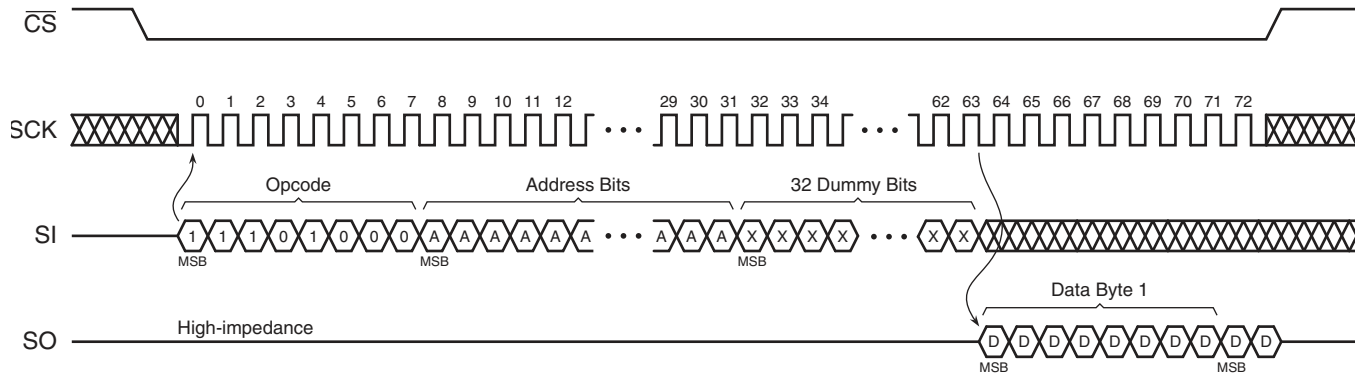 CS
0 1 2 3 4 5 6 7 8 9 10 11 12 29 30 31 32 33 34 62 63 64 65 66 67 68 69 70 71 72
SCK
Opcode Address Bits 32 Dummy Bits
SI 1 1 1 0 1 0 0 0 A A A A A A A A A X X X X X X
MSB MSB MSB
Data Byte 1
High-impedance
SO D D D D D D D D D D
MSB MSB